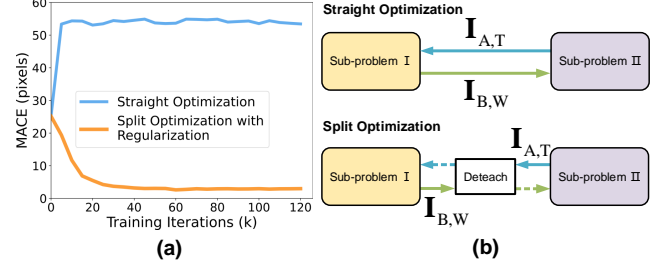 60
50
40
30
20
10
0
MACE (pixels)
Straight Optimization
Split Optimization with
Regularization
0 20 40 60 80 100 120
Training Iterations (k)
(a)
Straight Optimization
Sub-problem I
I_A,T
I_B,W
Sub-problem II
Split Optimization
Sub-problem I
Deteach
I_A,T
I_B,W
Sub-problem II
(b)